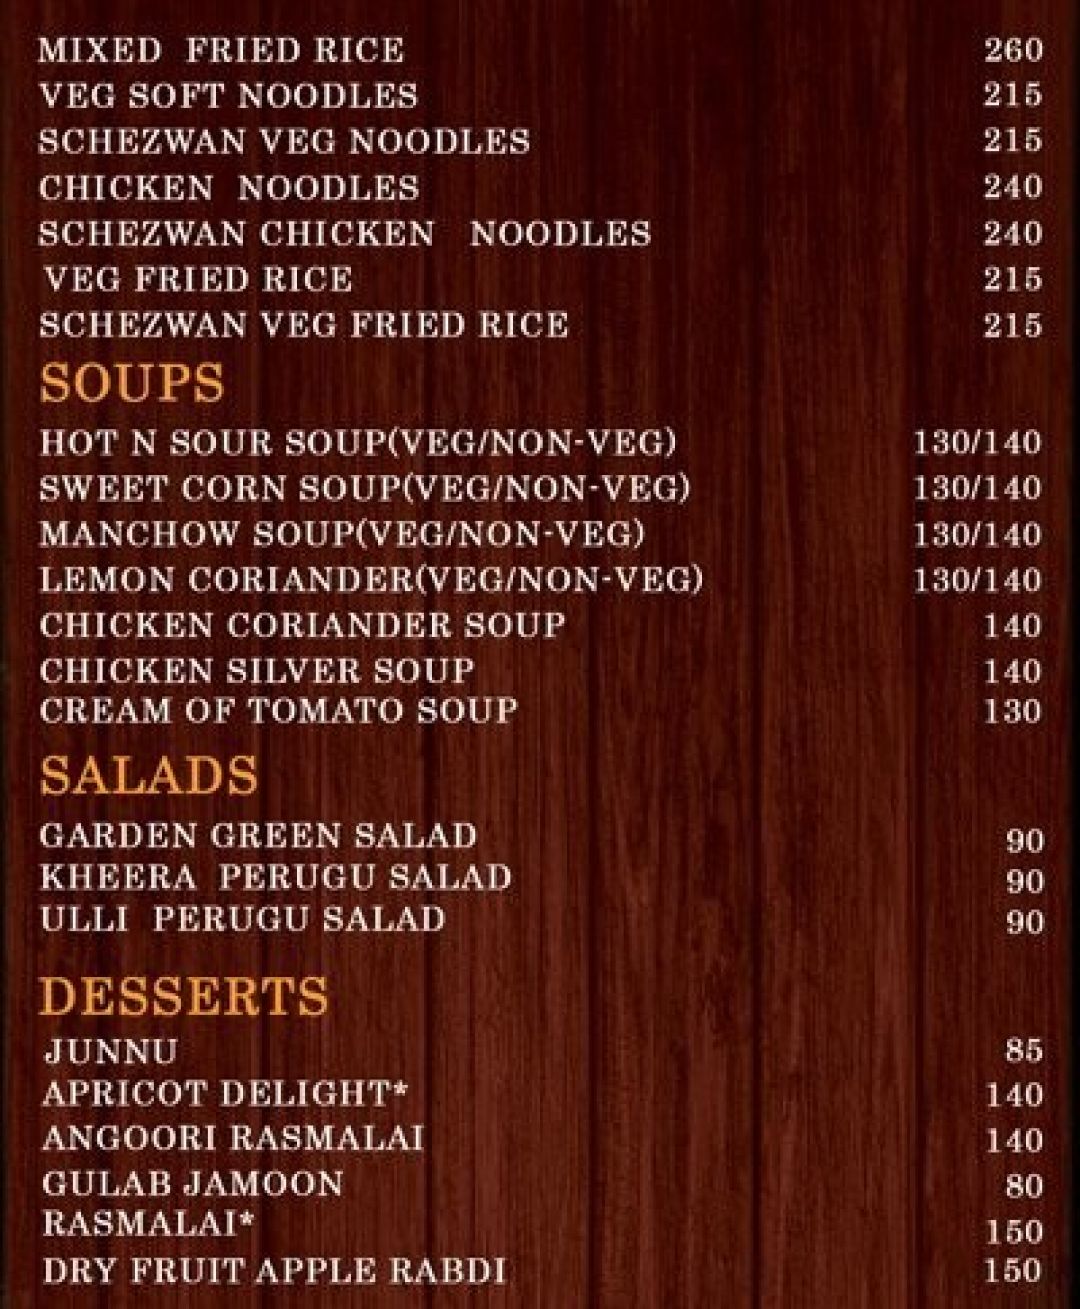 MIXED FRIED RICE 260
VEG SOFT NOODLES 215
SCHEZWAN VEG NOODLES 215
CHICKEN NOODLES 240
SCHEZWAN CHICKEN NOODLES 240
VEG FRIED RICE 215
SCHEZWAN VEG FRIED RICE 215
SOUPS
HOT N SOUR SOUP(VEG/NON-VEG) 130/140
SWEET CORN SOUP(VEG/NON-VEG) 130/140
MANCHOW SOUP(VEG/NON-VEG) 130/140
LEMON CORIANDER(VEG/NON-VEG) 130/140
CHICKEN CORIANDER SOUP 140
CHICKEN SILVER SOUP 140
CREAM OF TOMATO SOUP 130
SALADS
GARDEN GREEN SALAD 90
KHEERA PERUGU SALAD 90
ULLI PERUGU SALAD 90
DESSERTS
JUNNU 85
APRICOT DELIGHT* 140
ANGOORI RASMALAI 140
GULAB JAMOON 80
RASMALAI* 150
DRY FRUIT APPLE RABDI 150